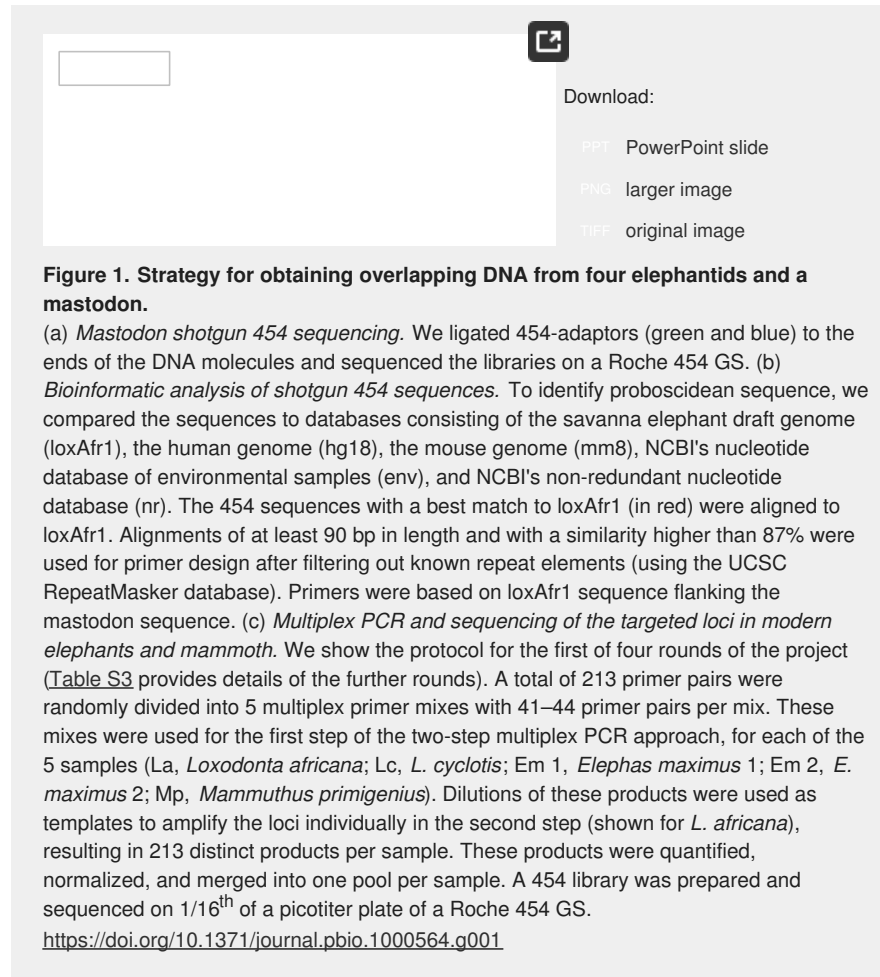 Download:
PPT PowerPoint slide
PNG larger image
TIFF original image
Figure 1. Strategy for obtaining overlapping DNA from four elephantids and a
mastodon.
(a) Mastodon shotgun 454 sequencing. We ligated 454-adaptors (green and blue) to the
ends of the DNA molecules and sequenced the libraries on a Roche 454 GS. (b)
Bioinformatic analysis of shotgun 454 sequences. To identify proboscidean sequence, we
compared the sequences to databases consisting of the savanna elephant draft genome
(loxAfr1), the human genome (hg18), the mouse genome (mm8), NCBI's nucleotide
database of environmental samples (env), and NCBI's non-redundant nucleotide
database (nr). The 454 sequences with a best match to loxAfr1 (in red) were aligned to
loxAfr1. Alignments of at least 90 bp in length and with a similarity higher than 87% were
used for primer design after filtering out known repeat elements (using the UCSC
RepeatMasker database). Primers were based on loxAfr1 sequence flanking the
mastodon sequence. (c) Multiplex PCR and sequencing of the targeted loci in modern
elephants and mammoth. We show the protocol for the first of four rounds of the project
(Table S3 provides details of the further rounds). A total of 213 primer pairs were
randomly divided into 5 multiplex primer mixes with 41–44 primer pairs per mix. These
mixes were used for the first step of the two-step multiplex PCR approach, for each of the
5 samples (La, Loxodonta africana; Lc, L. cyclotis; Em 1, Elephas maximus 1; Em 2, E.
maximus 2; Mp, Mammuthus primigenius). Dilutions of these products were used as
templates to amplify the loci individually in the second step (shown for L. africana),
resulting in 213 distinct products per sample. These products were quantified,
normalized, and merged into one pool per sample. A 454 library was prepared and
sequenced on 1/16th of a picotiter plate of a Roche 454 GS.
https://doi.org/10.1371/journal.pbio.1000564.g001